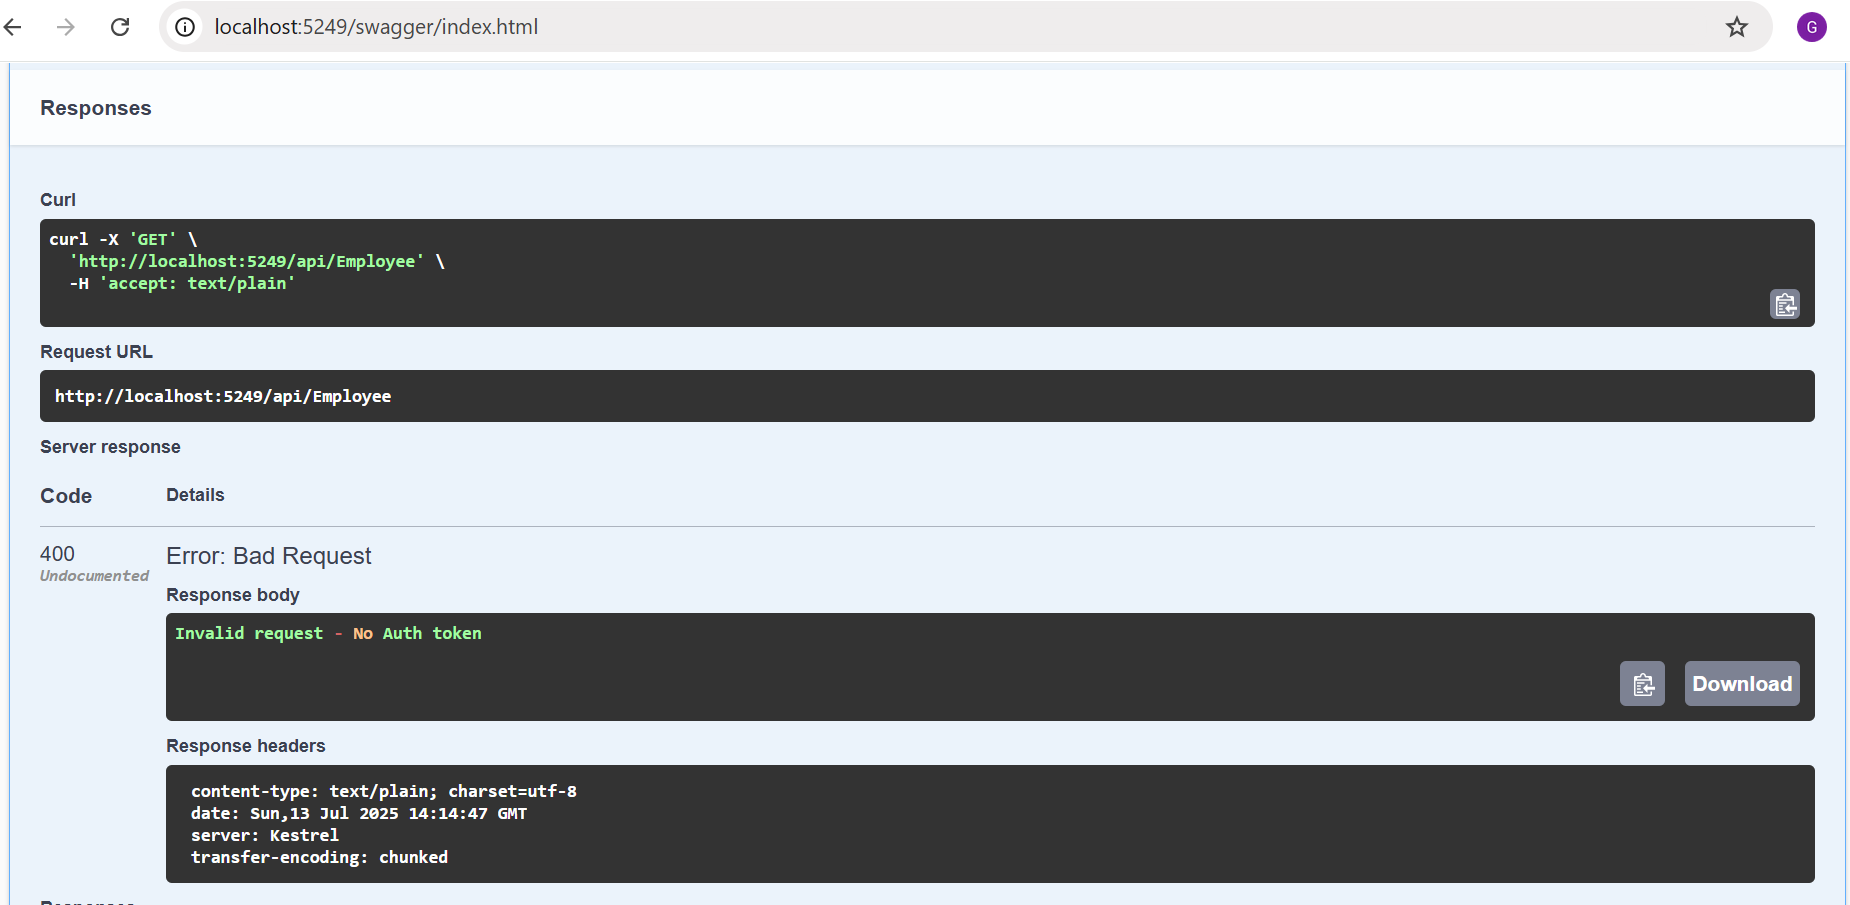 localhost:5249/swagger/index.html
G
Responses
Curl
curl -X 'GET' \
'http://localhost:5249/api/Employee' \
-H 'accept: text/plain'
Request URL
http://localhost:5249/api/Employee
Server response
Code Details
400 Error: Bad Request
Undocumented
Response body
Invalid request - No Auth token
Download
Response headers
content-type: text/plain; charset=utf-8
date: Sun,13 Jul 2025 14:14:47 GMT
server: Kestrel
transfer-encoding: chunked
Responses